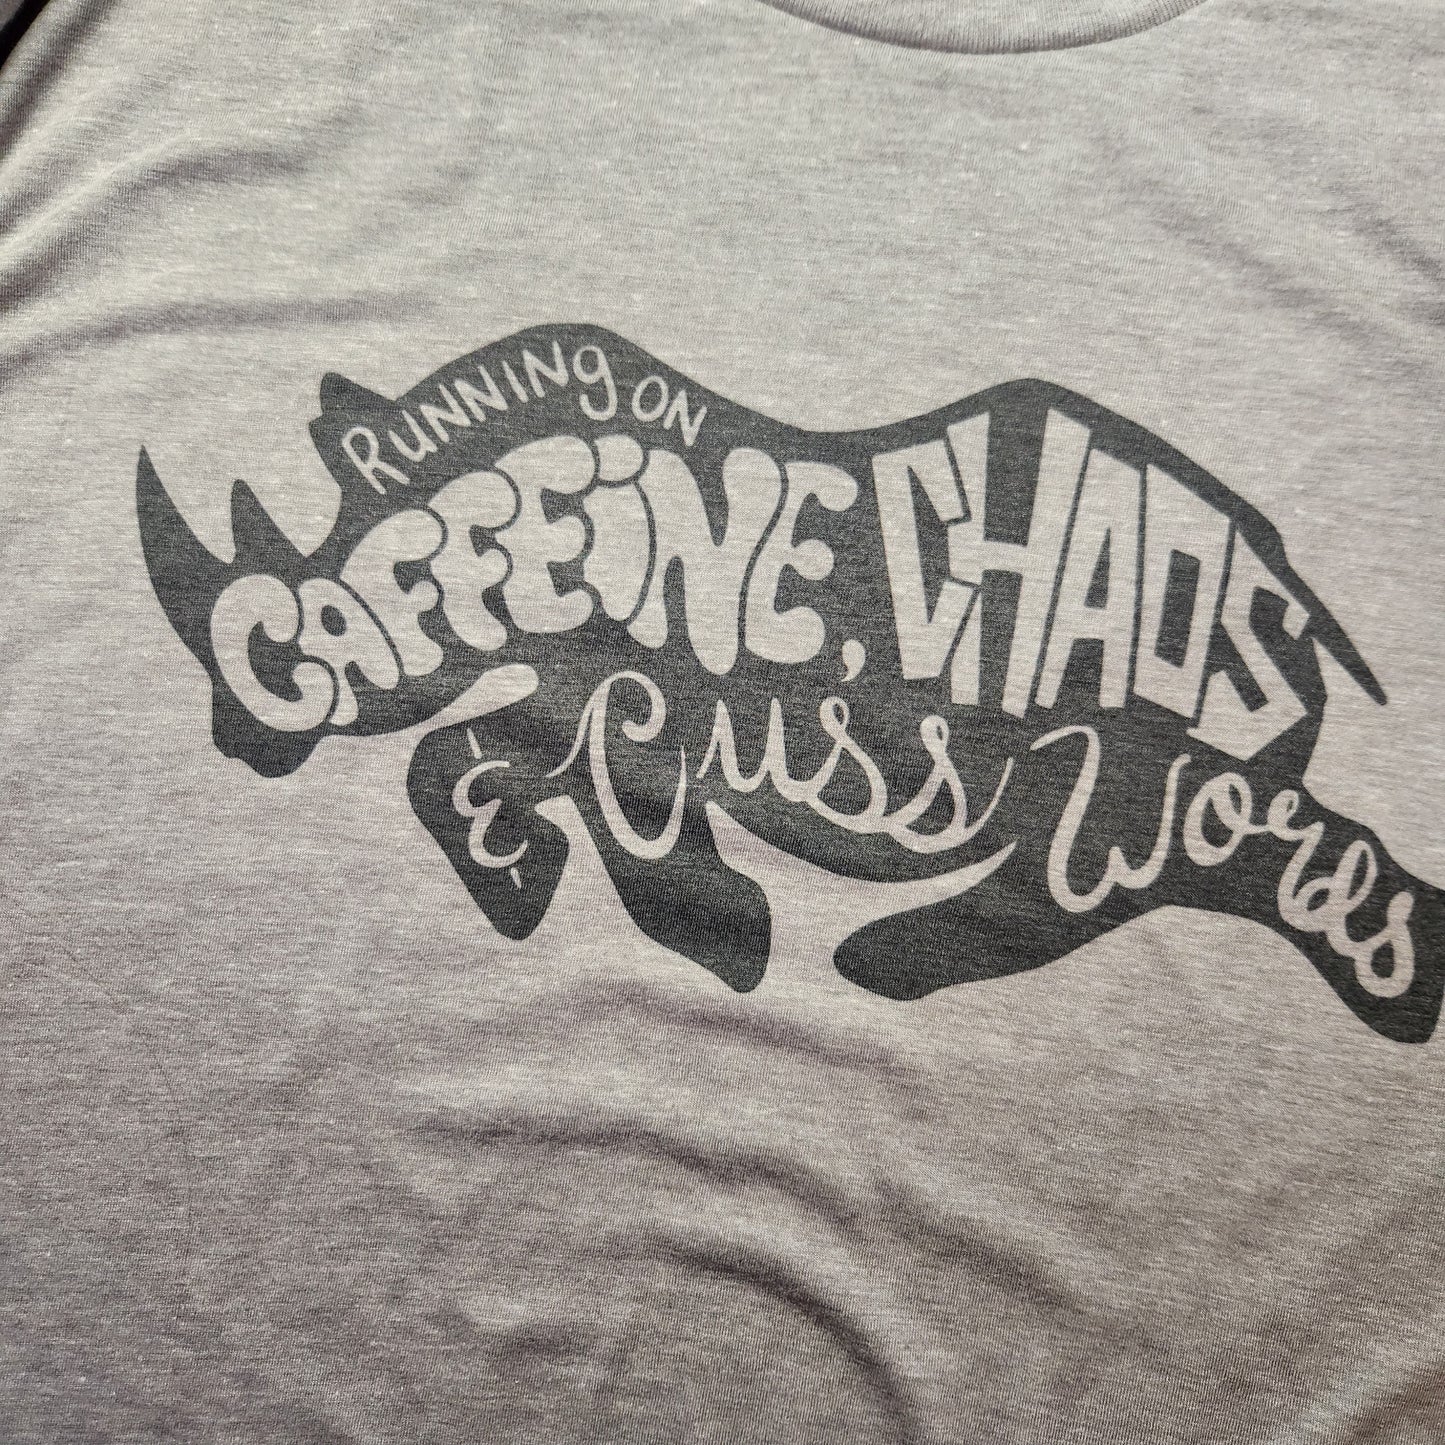 RUNNINg ON
CAFFEiNE, CHAOS
& Cuss Words